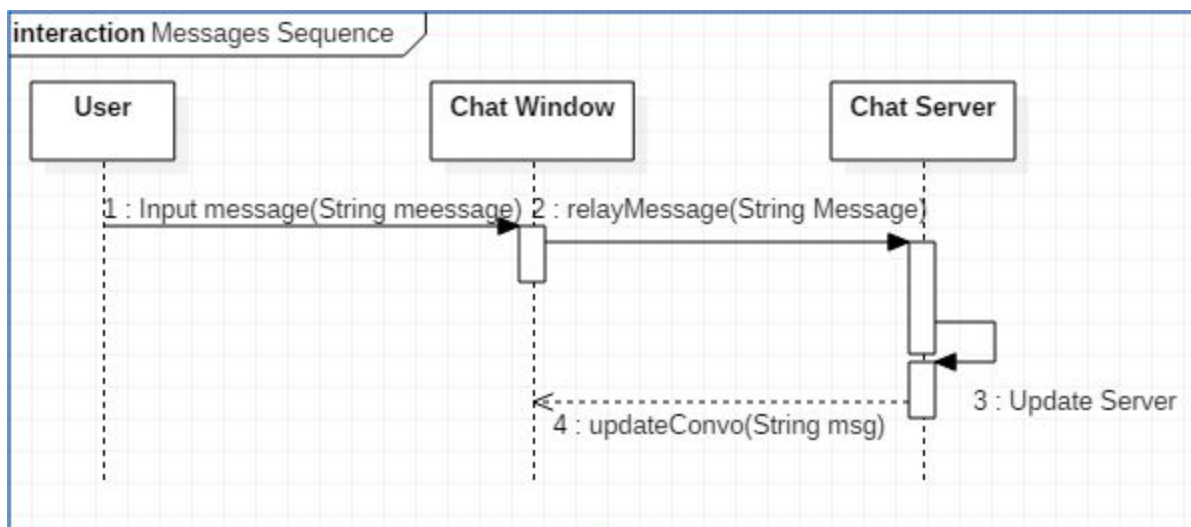 interaction Messages Sequence
User
Chat Window
Chat Server
1 : Input message(String meessage)
2 : relayMessage(String Message)
3 : Update Server
4 : updateConvo(String msg)